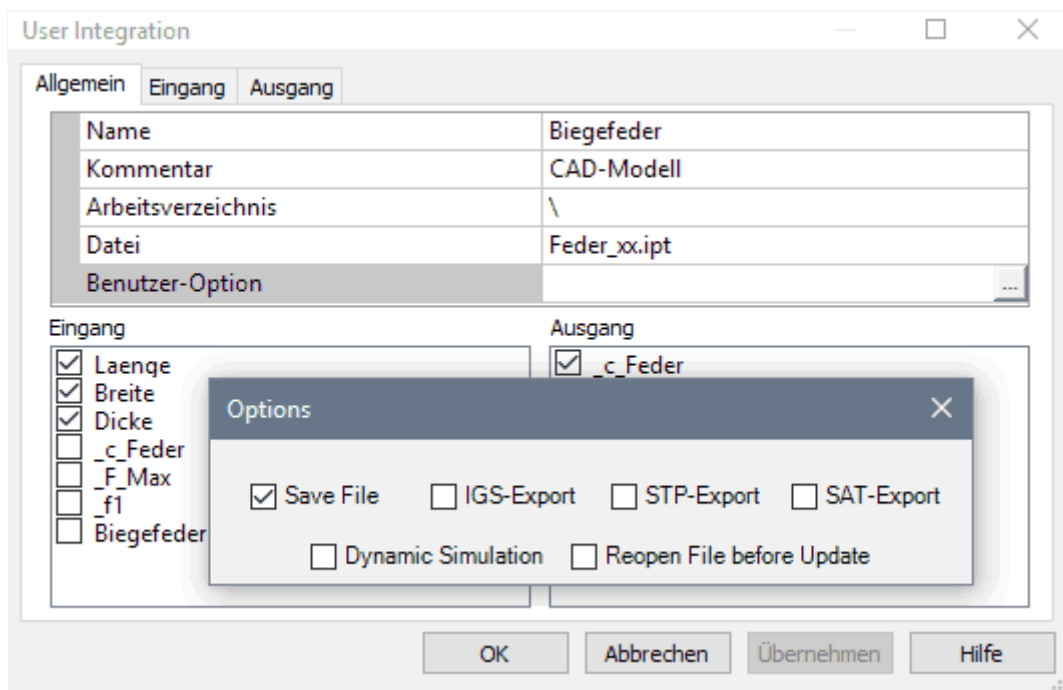 User Integration
Allgemein Eingang Ausgang
Name Biegefeder
Kommentar CAD-Modell
Arbeitsverzeichnis \
Datei Feder_xx.ipt
Benutzer-Option ...
Eingang Ausgang
Laenge _c_Feder
Breite
Dicke
_c_Feder
_F_Max
_f1
Biegefeder
Options
Save File IGS-Export STP-Export SAT-Export
Dynamic Simulation Reopen File before Update
OK Abbrechen Übernehmen Hilfe